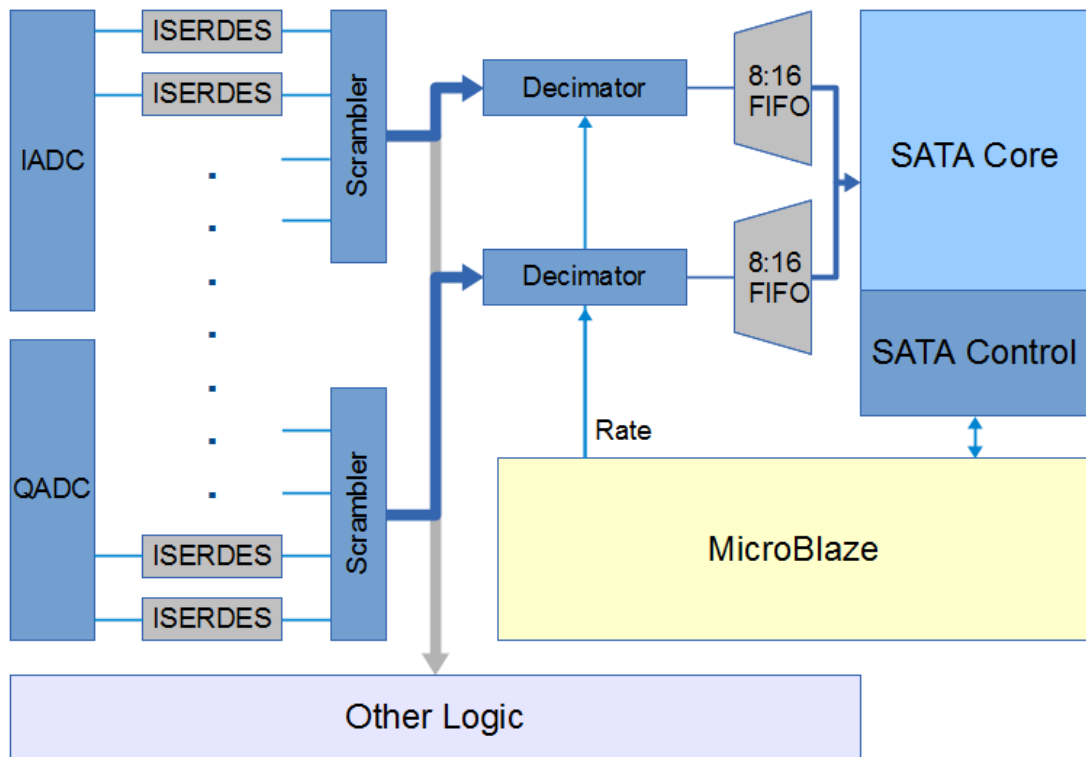 IADC
ISERDES
ISERDES
Scrambler
Decimator
8:16
FIFO
SATA Core
Decimator
8:16
FIFO
SATA Control
QADC
ISERDES
ISERDES
Scrambler
Rate
MicroBlaze
Other Logic